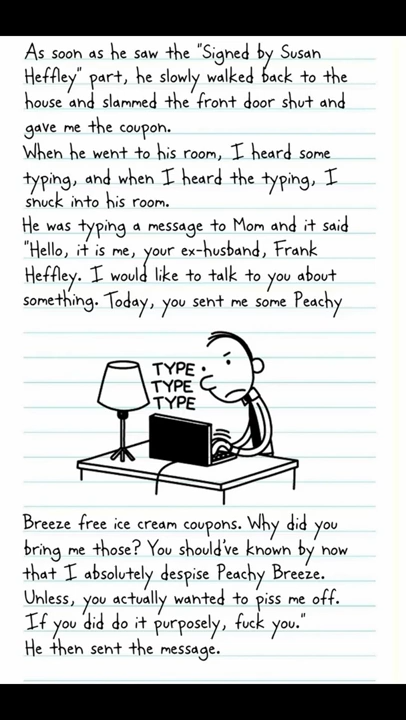 As soon as he saw the "Signed by Susan
Heffley" part, he slowly walked back to the
house and slammed the front door shut and
gave me the coupon.
When he went to his room, I heard some
typing, and when I heard the typing, I
snuck into his room.
He was typing a message to Mom and it said
"Hello, it is me, your ex-husband, Frank
Heffley. I would like to talk to you about
something. Today, you sent me some Peachy
TYPE
TYPE
TYPE
Breeze free ice cream coupons. Why did you
bring me those? You should've known by now
that I absolutely despise Peachy Breeze.
Unless, you actually wanted to piss me off.
If you did do it purposely, fuck you."
He then sent the message.